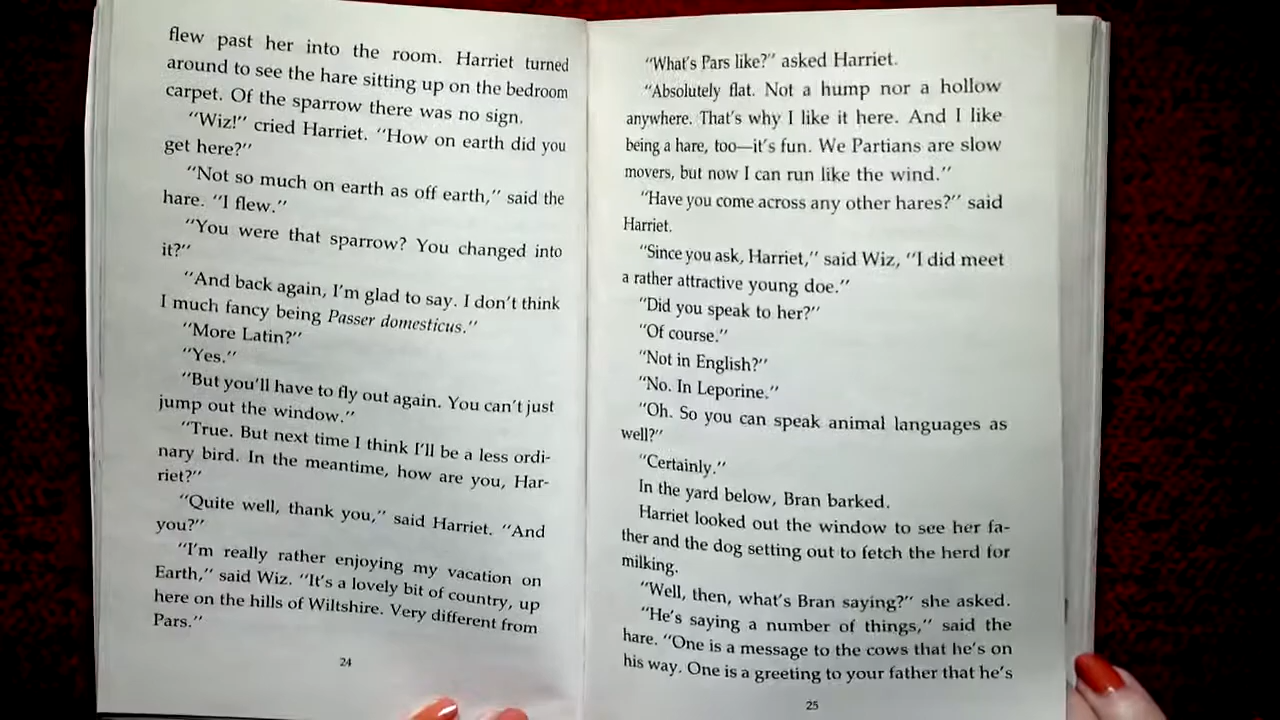 flew past her into the room. Harriet turned
around to see the hare sitting up on the bedroom
carpet. Of the sparrow there was no sign.
“Wiz!” cried Harriet. “How on earth did you
get here?”
“Not so much on earth as off earth,” said the
hare. “I flew.”
“You were that sparrow? You changed into
it?”
“And back again, I'm glad to say. I don't think
I much fancy being Passer domesticus.”
“More Latin?”
“Yes.”
“But you'll have to fly out again. You can't just
jump out the window.”
“True. But next time I think I'll be a less ordi-
nary bird. In the meantime, how are you, Har-
riet?”
“Quite well, thank you,” said Harriet. “And
you?”
“I'm really rather enjoying my vacation on
Earth,” said Wiz. “It's a lovely bit of country, up
here on the hills of Wiltshire. Very different from
Pars.”
24
“What's Pars like?” asked Harriet.
“Absolutely flat. Not a hump nor a hollow
anywhere. That's why I like it here. And I like
being a hare, too—it's fun. We Partians are slow
movers, but now I can run like the wind.”
“Have you come across any other hares?” said
Harriet.
“Since you ask, Harriet,” said Wiz, “I did meet
a rather attractive young doe.”
“Did you speak to her?”
“Of course.”
“Not in English?”
“No. In Leporine.”
“Oh. So you can speak animal languages as
well?”
“Certainly.”
In the yard below, Bran barked.
Harriet looked out the window to see her fa-
ther and the dog setting out to fetch the herd for
milking.
“Well, then, what's Bran saying?” she asked.
“He's saying a number of things,” said the
hare. “One is a message to the cows that he's on
his way. One is a greeting to your father that he's
25